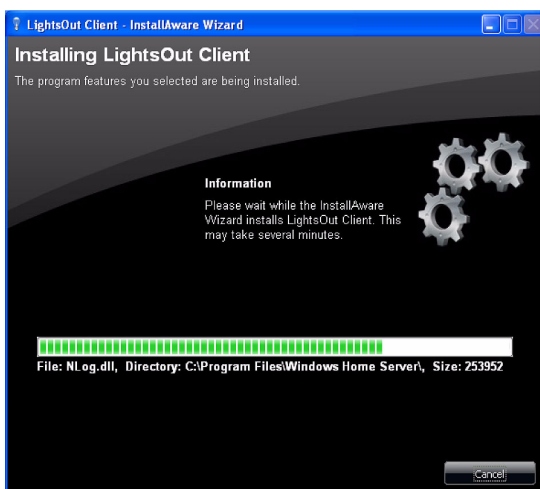 LightsOut Client - InstallAware Wizard
Installing LightsOut Client
The program features you selected are being installed.
Information
Please wait while the InstallAware
Wizard installs LightsOut Client. This
may take several minutes.
File: NLog.dll, Directory: C:\Program Files\Windows Home Server\, Size: 253952
Cancel